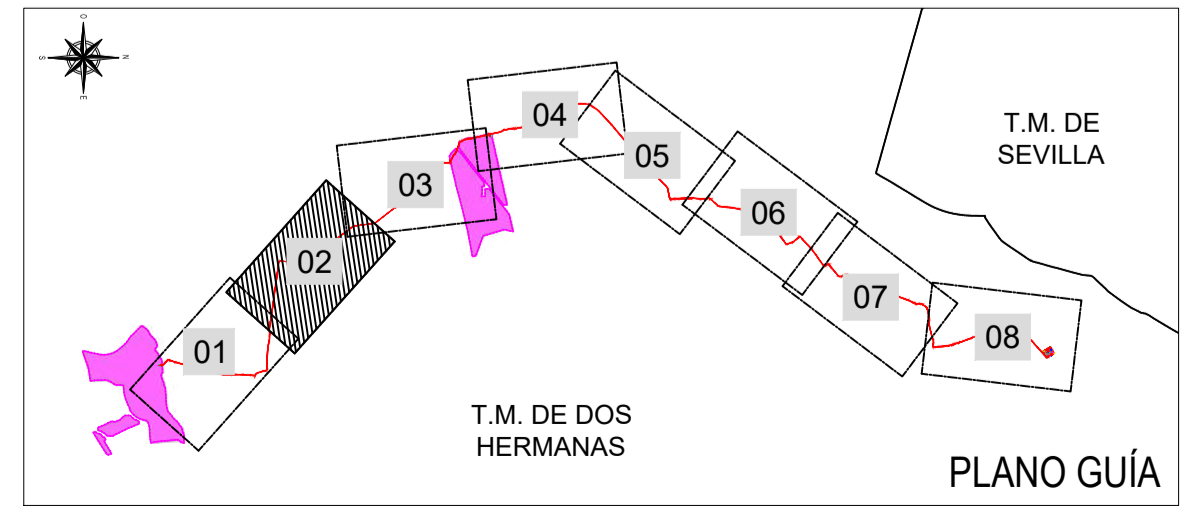 O
S
N
E
04
T.M. DE
SEVILLA
05
03
06
02
07
01
08
T.M. DE DOS
HERMANAS
PLANO GUÍA